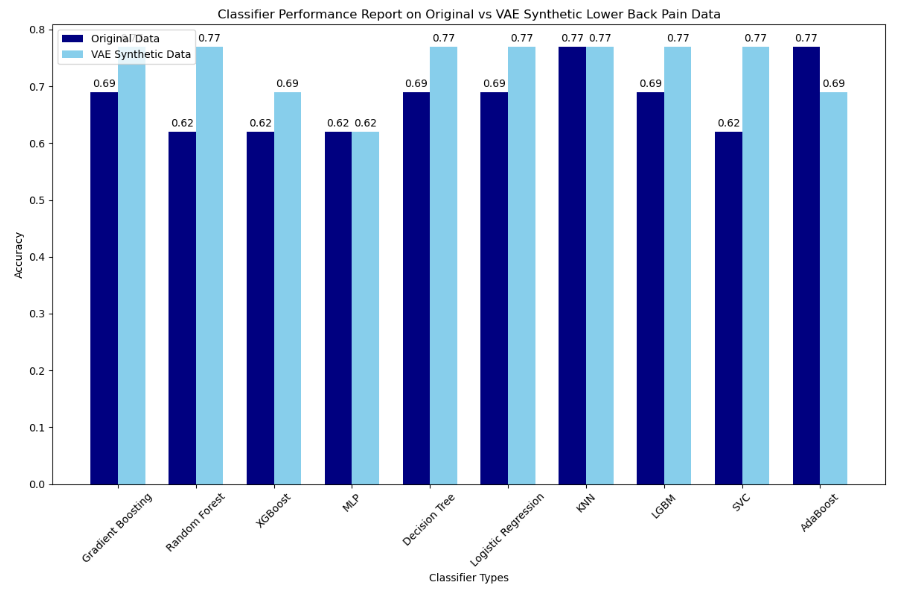 Classifier Performance Report on Original vs VAE Synthetic Lower Back Pain Data
Original Data
VAE Synthetic Data
0.8
0.7
0.6
0.5
0.4
0.3
0.2
0.1
0.0
Accuracy
0.69
0.62 0.77
0.62 0.69
0.62 0.62
0.69 0.77
0.69 0.77
0.77 0.77
0.69 0.77
0.62 0.77
0.77 0.69
Gradient Boosting
Random Forest
XGBoost
MLP
Decision Tree
Logistic Regression
KNN
LGBM
SVC
AdaBoost
Classifier Types